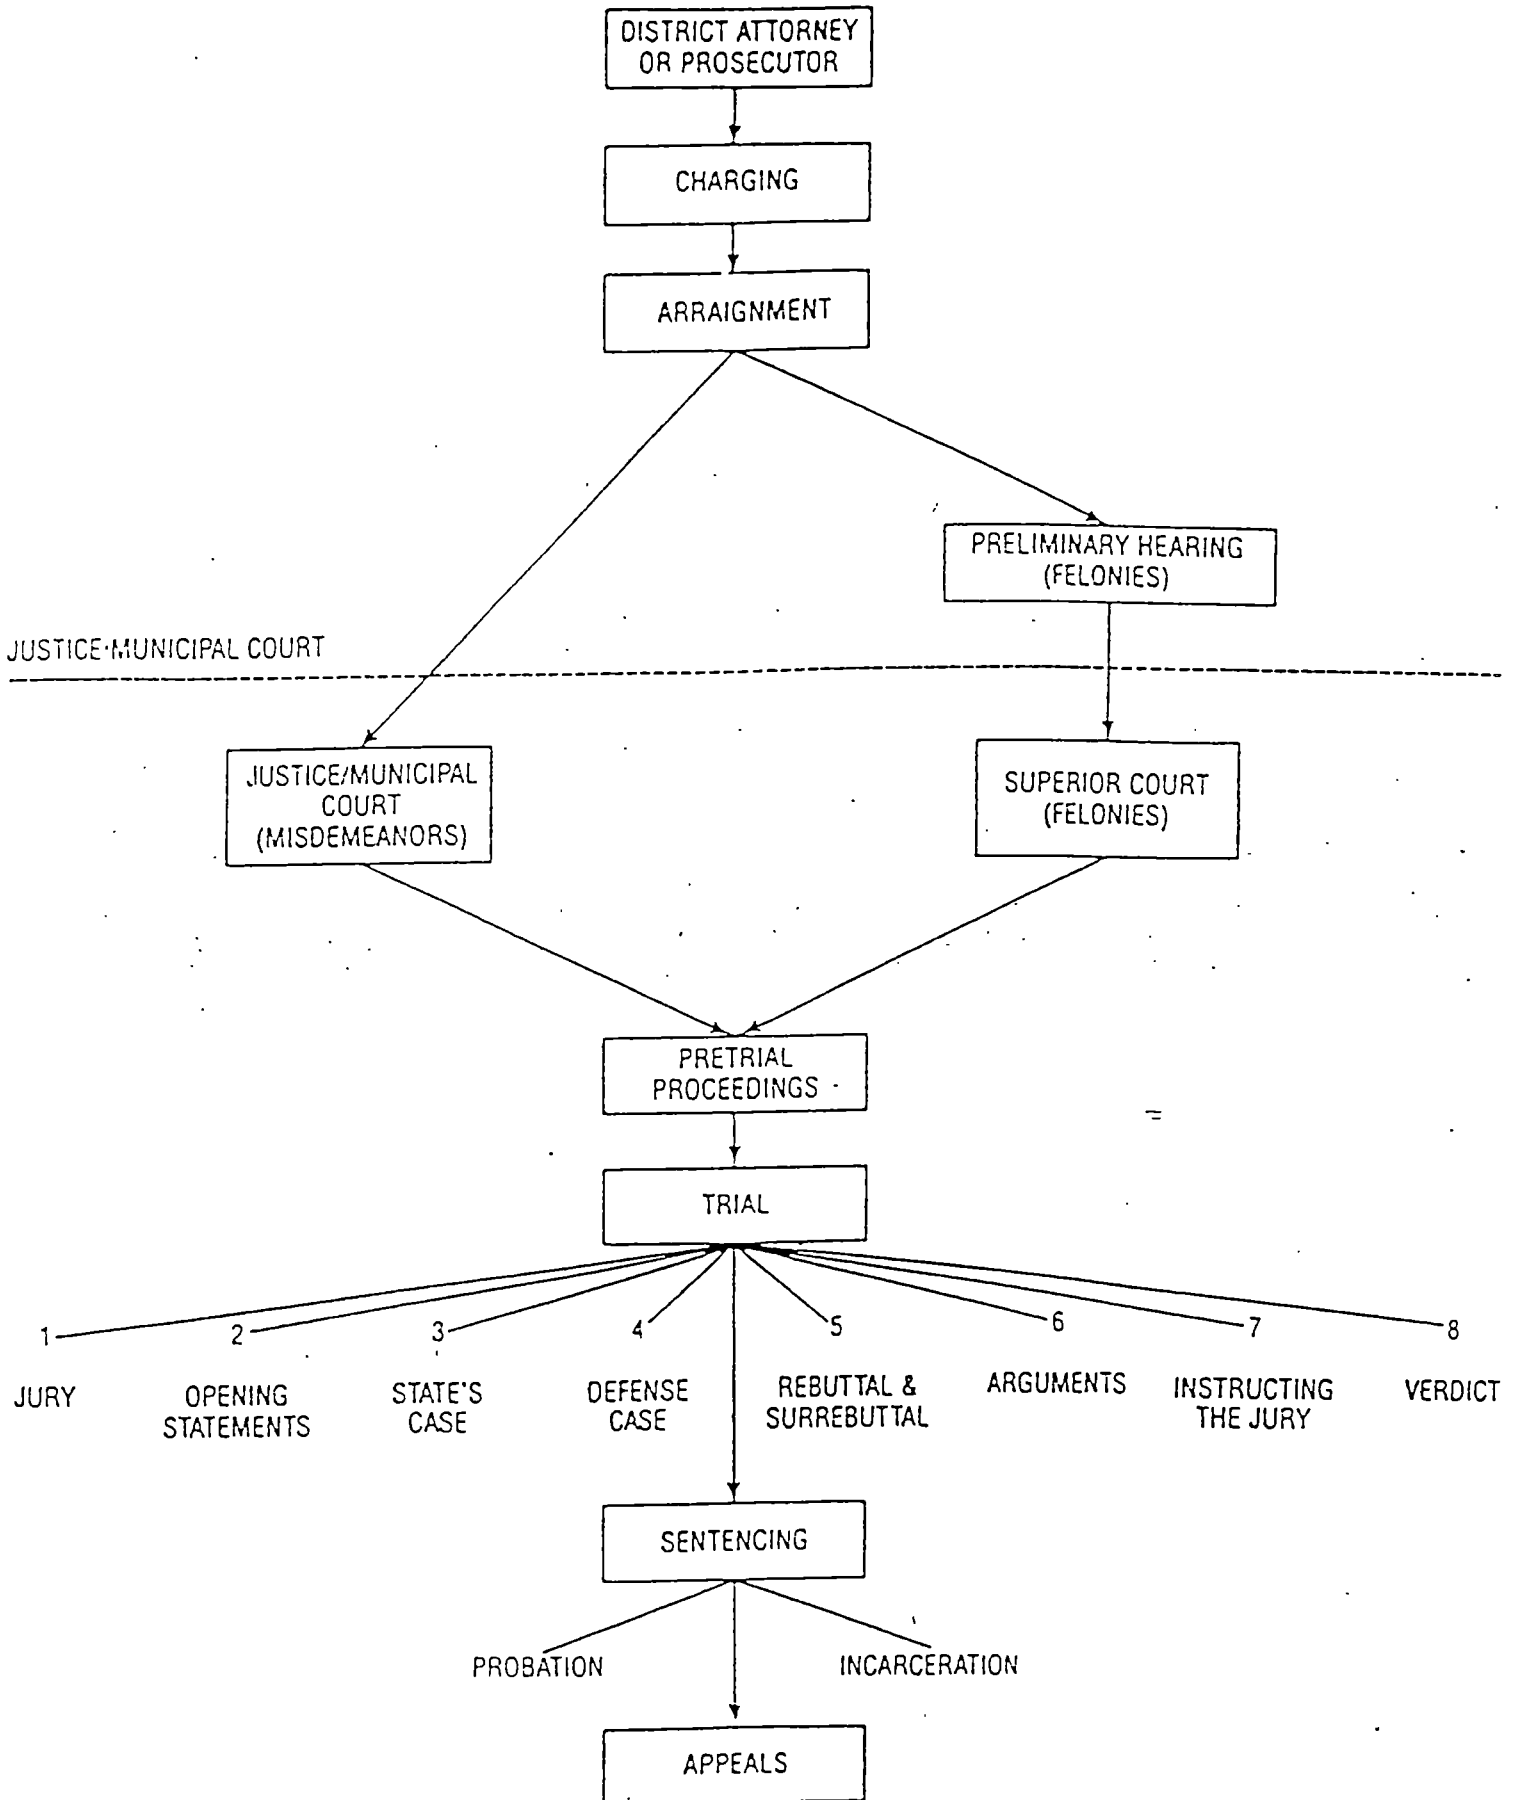 DISTRICT ATTORNEY
OR PROSECUTOR
CHARGING
ARRAIGNMENT
PRELIMINARY HEARING
(FELONIES)
JUSTICE·MUNICIPAL COURT
JUSTICE/MUNICIPAL
COURT
(MISDEMEANORS)
SUPERIOR COURT
(FELONIES)
PRETRIAL
PROCEEDINGS
TRIAL
1
2
3
4
5
6
7
8
JURY
OPENING
STATEMENTS
STATE'S
CASE
DEFENSE
CASE
REBUTTAL &
SURREBUTTAL
ARGUMENTS
INSTRUCTING
THE JURY
VERDICT
SENTENCING
PROBATION
INCARCERATION
APPEALS